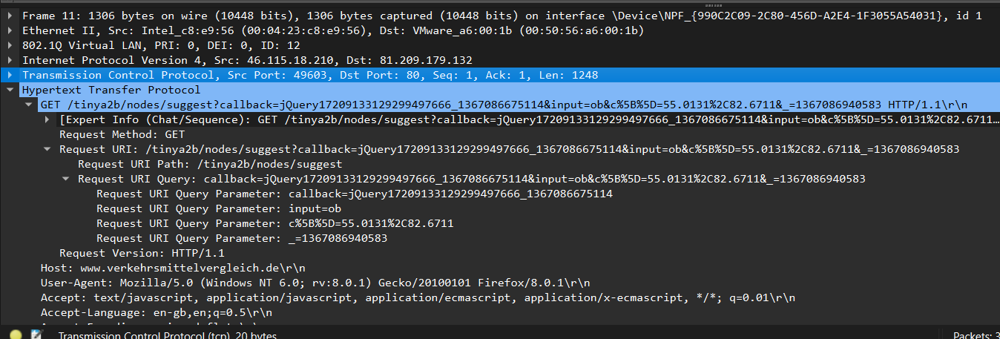 Frame 11: 1306 bytes on wire (10448 bits), 1306 bytes captured (10448 bits) on interface \Device\NPF_{990C2C09-2C80-456D-A2E4-1F3055A54031}, id 1
Ethernet II, Src: Intel_c8:e9:56 (00:04:23:c8:e9:56), Dst: VMware_a6:00:1b (00:50:56:a6:00:1b)
802.1Q Virtual LAN, PRI: 0, DEI: 0, ID: 12
Internet Protocol Version 4, Src: 46.115.18.210, Dst: 81.209.179.132
Transmission Control Protocol, Src Port: 49603, Dst Port: 80, Seq: 1, Ack: 1, Len: 1248
Hypertext Transfer Protocol
GET /tinya2b/nodes/suggest?callback=jQuery17209133129299497666_1367086675114&input=ob&c%5B%5D=55.0131%2C82.6711&_=1367086940583 HTTP/1.1\r\n
[Expert Info (Chat/Sequence): GET /tinya2b/nodes/suggest?callback=jQuery17209133129299497666_1367086675114&input=ob&c%5B%5D=55.0131%2C82.6711...
Request Method: GET
Request URI: /tinya2b/nodes/suggest?callback=jQuery17209133129299497666_1367086675114&input=ob&c%5B%5D=55.0131%2C82.6711&_=1367086940583
Request URI Path: /tinya2b/nodes/suggest
Request URI Query: callback=jQuery17209133129299497666_1367086675114&input=ob&c%5B%5D=55.0131%2C82.6711&_=1367086940583
Request URI Query Parameter: callback=jQuery17209133129299497666_1367086675114
Request URI Query Parameter: input=ob
Request URI Query Parameter: c%5B%5D=55.0131%2C82.6711
Request URI Query Parameter: _=1367086940583
Request Version: HTTP/1.1
Host: www.verkehrsmittelvergleich.de\r\n
User-Agent: Mozilla/5.0 (Windows NT 6.0; rv:8.0.1) Gecko/20100101 Firefox/8.0.1\r\n
Accept: text/javascript, application/javascript, application/ecmascript, application/x-ecmascript, */*; q=0.01\r\n
Accept-Language: en-gb,en;q=0.5\r\n
Transmission Control Protocol (tcp), 20 bytes
Packets: 3